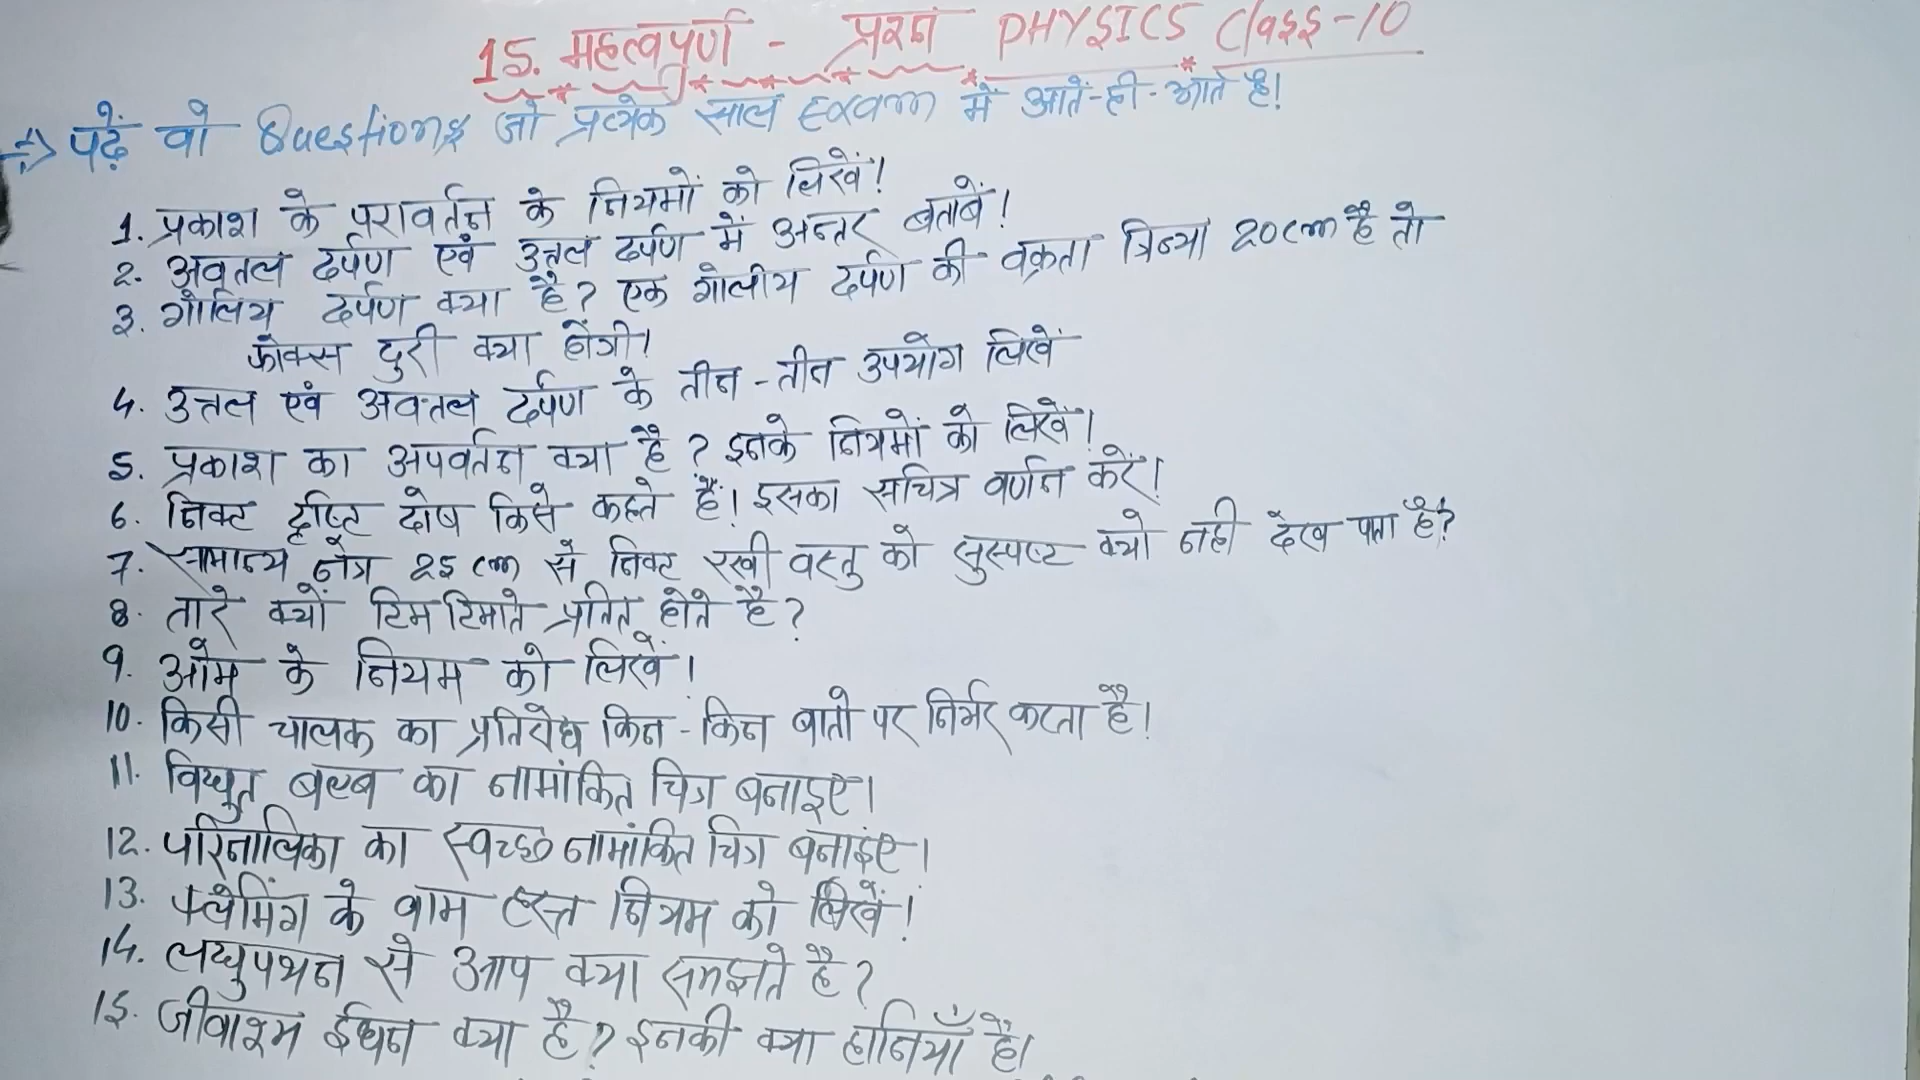 15. महत्वपुर्ण - प्रश्न PHYSICS Class-10
⇒ पढ़ें वो Questions जो प्रत्येक साल Exam में आतें-ही-आते है!
1. प्रकाश के परावर्तन के नियमों को लिखें!
2. अवतल दर्पण एवं उत्तल दर्पण में अन्तर बताबें!
3. गोलिय दर्पण क्या है? एक गोलीय दर्पण की वक्रता त्रिज्या 20cm है तो
फोक्स दुरी क्या होगी।
4. उत्तल एवं अवतल दर्पण के तीन-तीन उपयोग लिखें
5. प्रकाश का अपवर्तन क्या है? इनके नियमों को लिखें।
6. निक्ट दृष्टि दोष किसे कहते हैं। इसका सचित्र वर्णन करें!
7. सामान्य नेत्र 25 cm से निक्ट रखी वस्तु को सुस्पष्ट क्यो नही देख पाता है?
8. तारे क्यों टिमटिमाते प्रतित होते है?
9. ओम के नियम को लिखें।
10. किसी चालक का प्रतिरोध किन-किन बातो पर निर्भर करता है।
11. विघुत बल्ब का नामांकित चित्र बनाइए।
12. परिनालिका का स्वच्छ नामांकित चित्र बनाइए।
13. फ्लेमिंग के वाम हस्त नियम को लिखें!
14. लघुपथन से आप क्या समझते है?
15. जीवाश्म ईंधन क्या है? इनकी क्या हानियाँ है।